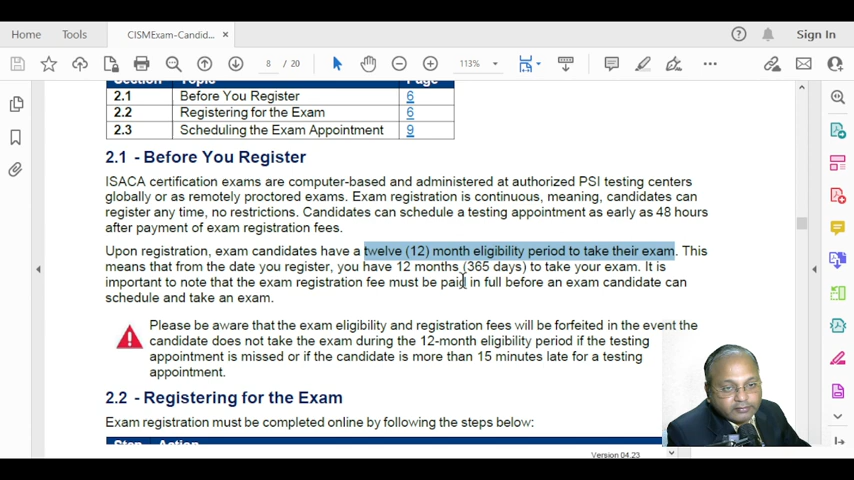 Home Tools CISMExam-Candid... × Sign In
8 / 20 113%
Section Topic Page
2.1 Before You Register 6
2.2 Registering for the Exam 6
2.3 Scheduling the Exam Appointment 9
2.1 - Before You Register
ISACA certification exams are computer-based and administered at authorized PSI testing centers
globally or as remotely proctored exams. Exam registration is continuous, meaning, candidates can
register any time, no restrictions. Candidates can schedule a testing appointment as early as 48 hours
after payment of exam registration fees.
Upon registration, exam candidates have a twelve (12) month eligibility period to take their exam. This
means that from the date you register, you have 12 months (365 days) to take your exam. It is
important to note that the exam registration fee must be paid in full before an exam candidate can
schedule and take an exam.
Please be aware that the exam eligibility and registration fees will be forfeited in the event the
candidate does not take the exam during the 12-month eligibility period if the testing
appointment is missed or if the candidate is more than 15 minutes late for a testing
appointment.
2.2 - Registering for the Exam
Exam registration must be completed online by following the steps below:
Step Action
Version 04.23